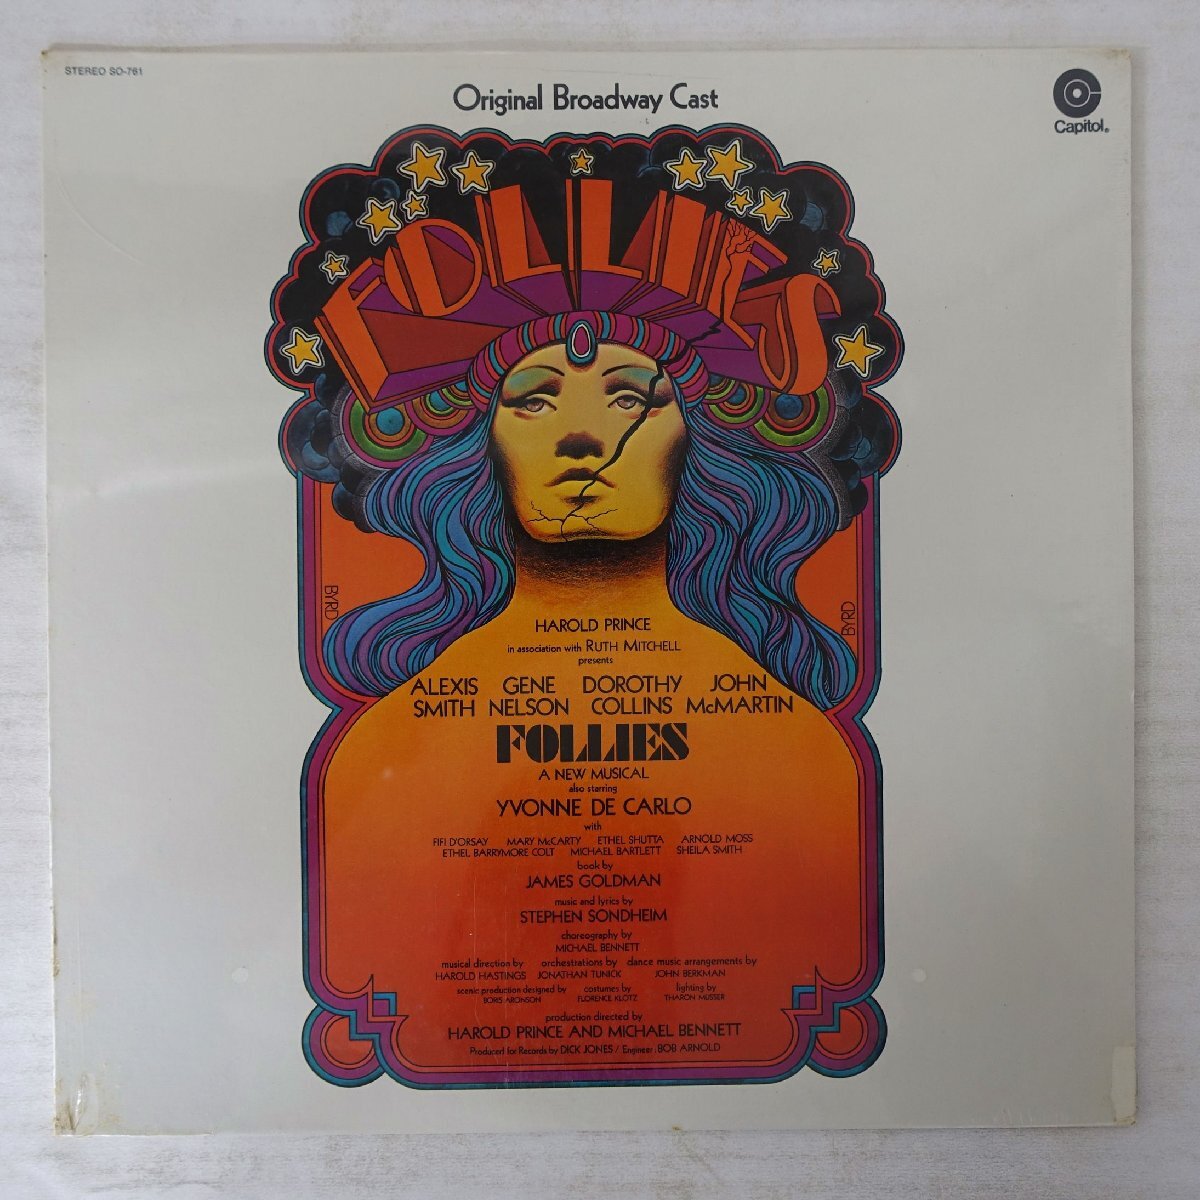 STEREO SO-761
Original Broadway Cast
Capitol®
FOLLIES
BYRD
BYRD
HAROLD PRINCE
in association with RUTH MITCHELL
presents
ALEXIS SMITH GENE NELSON DOROTHY COLLINS JOHN McMARTIN
FOLLIES
A NEW MUSICAL
also starring
YVONNE DE CARLO
with
FIFI D'ORSAY MARY McCARTY ETHEL SHUTTA ARNOLD MOSS
ETHEL BARRYMORE COLT MICHAEL BARTLETT SHEILA SMITH
book by
JAMES GOLDMAN
music and lyrics by
STEPHEN SONDHEIM
choreography by
MICHAEL BENNETT
musical direction by orchestrations by dance music arrangements by
HAROLD HASTINGS JONATHAN TUNICK JOHN BERKMAN
scenic production designed by costumes by lighting by
BORIS ARONSON FLORENCE KLOTZ THARON MUSSER
production directed by
HAROLD PRINCE AND MICHAEL BENNETT
Produced for Records by DICK JONES / Engineer: BOB ARNOLD